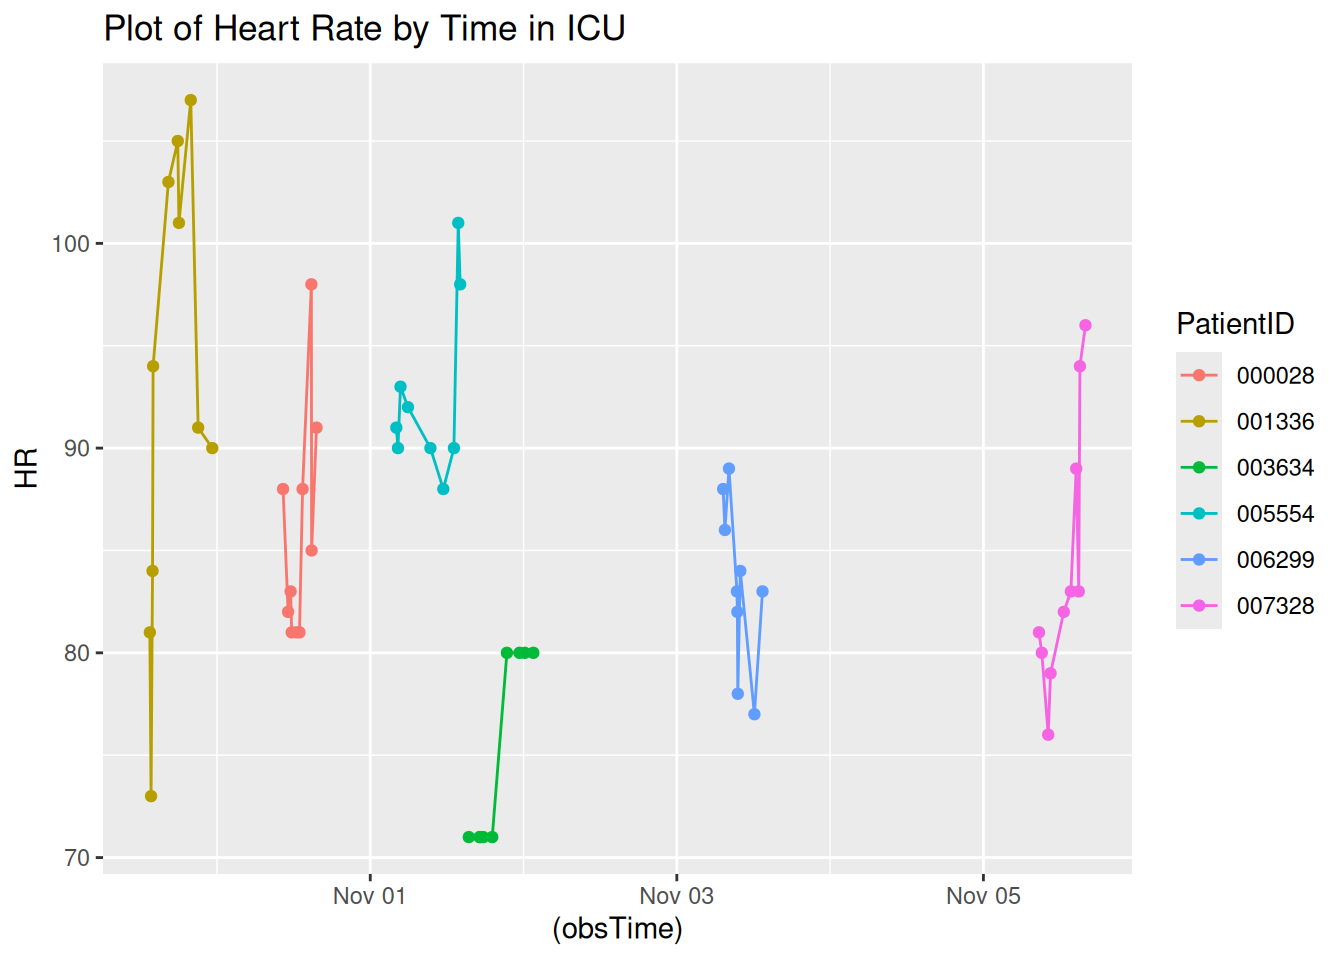 Plot of Heart Rate by Time in ICU
HR
100
90
80
70
Nov 01
Nov 03
Nov 05
(obsTime)
PatientID
000028
001336
003634
005554
006299
007328